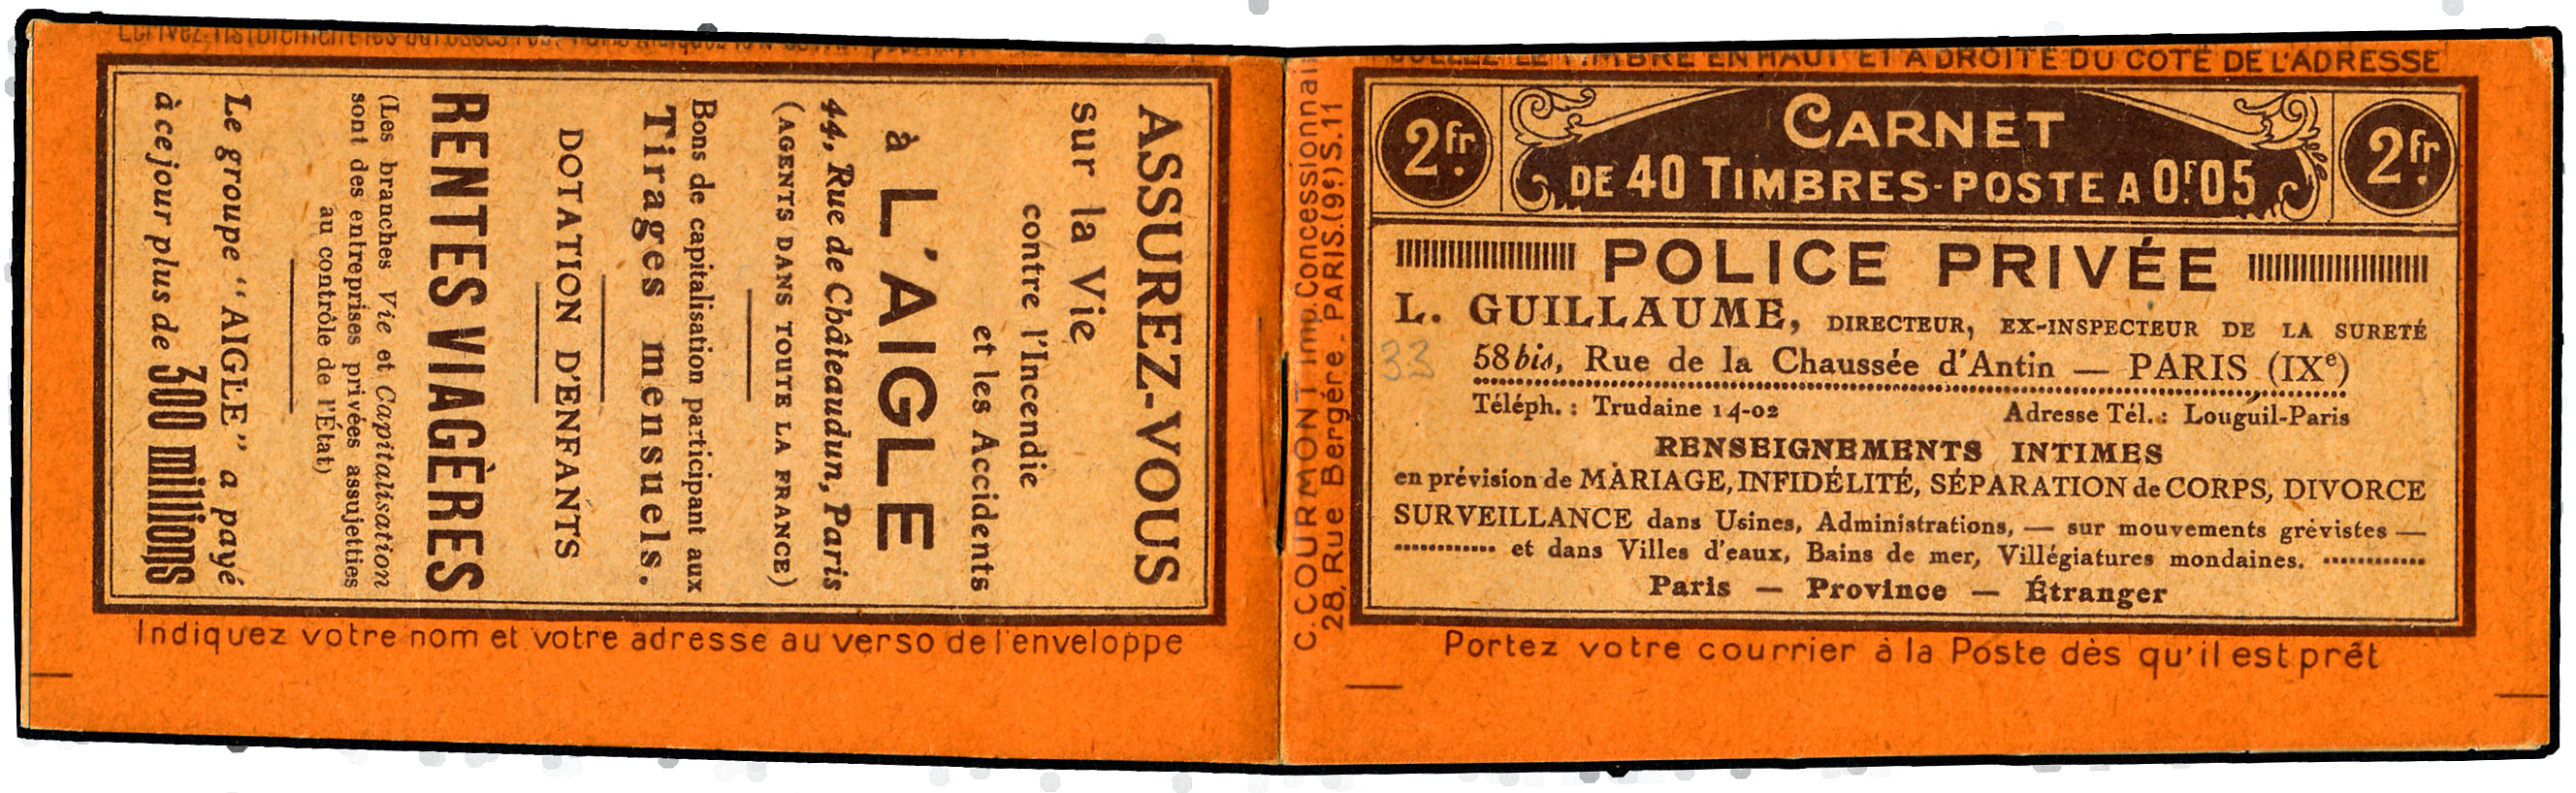 Indiquez votre nom et votre adresse au verso de l'enveloppe
ASSUREZ-VOUS
sur la Vie
contre l'Incendie
et les Accidents
à L'AIGLE
44, Rue de Châteaudun, Paris
(AGENTS DANS TOUTE LA FRANCE)
Bons de capitalisation participant aux
Tirages mensuels.
DOTATION D'ENFANTS
RENTES VIAGÈRES
(Les branches Vie et Capitalisation
sont des entreprises privées assujetties
au contrôle de l'État)
Le groupe "AIGLE" a payé
à ce jour plus de 300 millions
C. COURMONT imp. Concessionnai
28, Rue Bergère. PARIS.(9e) S.11
LE TIMBRE EN HAUT ET A DROITE DU COTÉ DE L'ADRESSE
2fr. CARNET 2fr.
DE 40 TIMBRES-POSTE A 0f.05
POLICE PRIVÉE
L. GUILLAUME, DIRECTEUR, EX-INSPECTEUR DE LA SURETÉ
33
58 bis, Rue de la Chaussée d'Antin — PARIS (IXe)
Téléph. : Trudaine 14-02 Adresse Tél. : Louguil-Paris
RENSEIGNEMENTS INTIMES
en prévision de MARIAGE, INFIDÉLITÉ, SÉPARATION de CORPS, DIVORCE
SURVEILLANCE dans Usines, Administrations, — sur mouvements grévistes —
et dans Villes d'eaux, Bains de mer, Villégiatures mondaines.
Paris — Province — Étranger
Portez votre courrier à la Poste dès qu'il est prêt